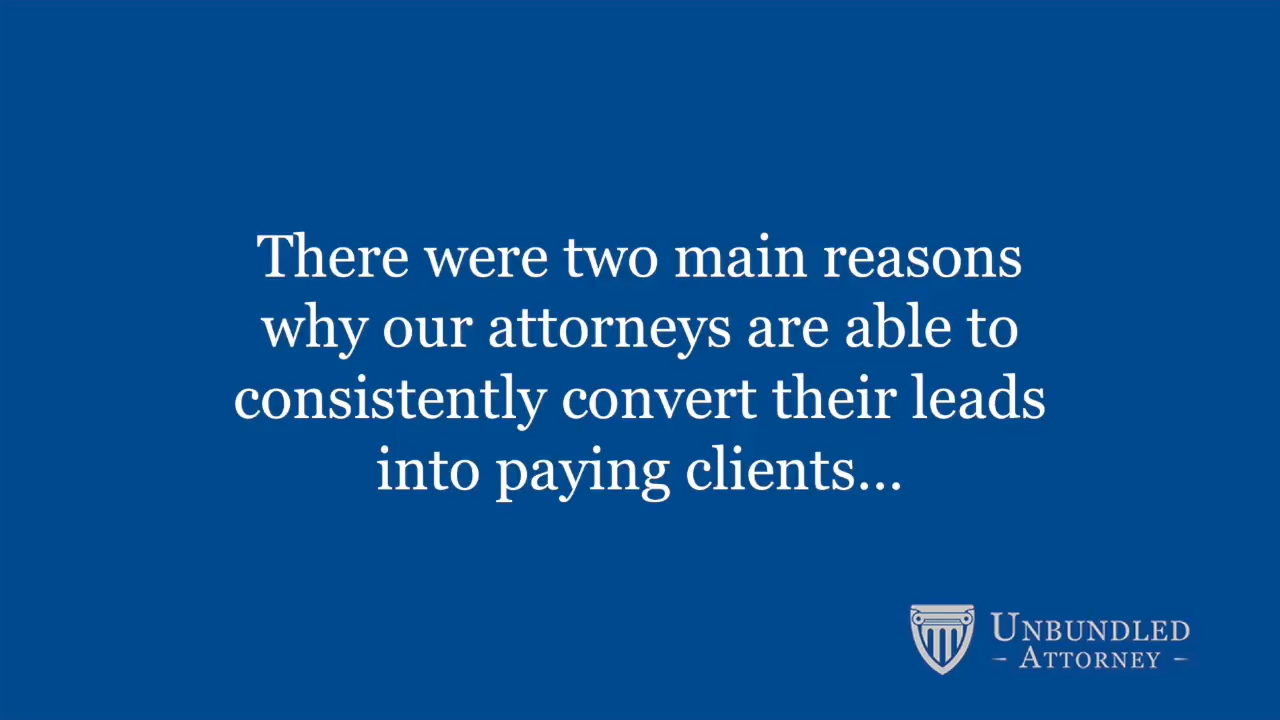 There were two main reasons
why our attorneys are able to
consistently convert their leads
into paying clients...
UNBUNDLED
- ATTORNEY -